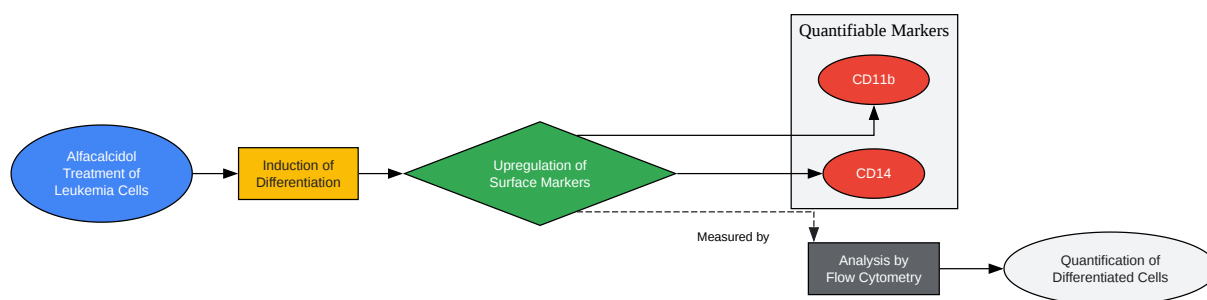 Quantifiable Markers
CD11b
Alfacalcidol
Treatment of
Leukemia Cells
Induction of
Differentiation
Upregulation of
Surface Markers
CD14
Measured by
Analysis by
Flow Cytometry
Quantification of
Differentiated Cells